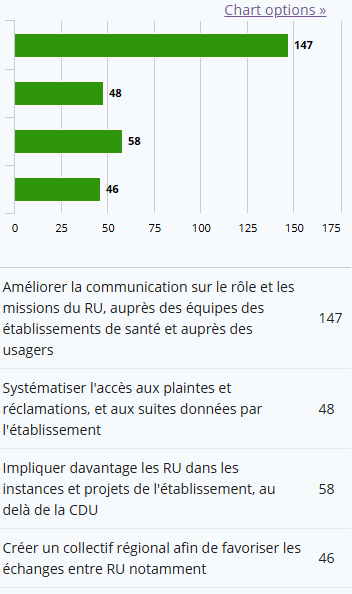 Chart options »
147
48
58
46
0 25 50 75 100 125 150 175
Améliorer la communication sur le rôle et les
missions du RU, auprès des équipes des
établissements de santé et auprès des
usagers
147
Systématiser l'accès aux plaintes et
réclamations, et aux suites données par
l'établissement
48
Impliquer davantage les RU dans les
instances et projets de l'établissement, au
delà de la CDU
58
Créer un collectif régional afin de favoriser les
échanges entre RU notamment
46